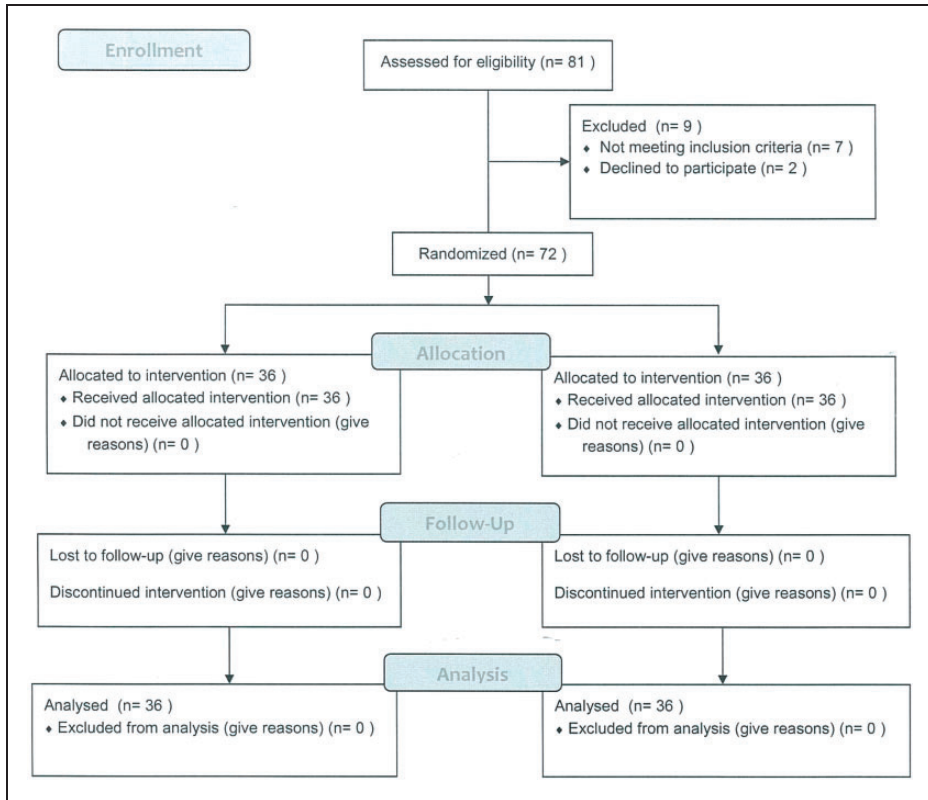 Enrollment
Assessed for eligibility (n= 81 )
Excluded (n= 9 )
♦ Not meeting inclusion criteria (n= 7 )
♦ Declined to participate (n= 2 )
Randomized (n= 72 )
Allocation
Allocated to intervention (n= 36 )
♦ Received allocated intervention (n= 36 )
♦ Did not receive allocated intervention (give
reasons) (n= 0 )
Allocated to intervention (n= 36 )
♦ Received allocated intervention (n= 36 )
♦ Did not receive allocated intervention (give
reasons) (n= 0 )
Follow-Up
Lost to follow-up (give reasons) (n= 0 )
Discontinued intervention (give reasons) (n= 0 )
Lost to follow-up (give reasons) (n= 0 )
Discontinued intervention (give reasons) (n= 0 )
Analysis
Analysed (n= 36 )
♦ Excluded from analysis (give reasons) (n= 0 )
Analysed (n= 36 )
♦ Excluded from analysis (give reasons) (n= 0 )